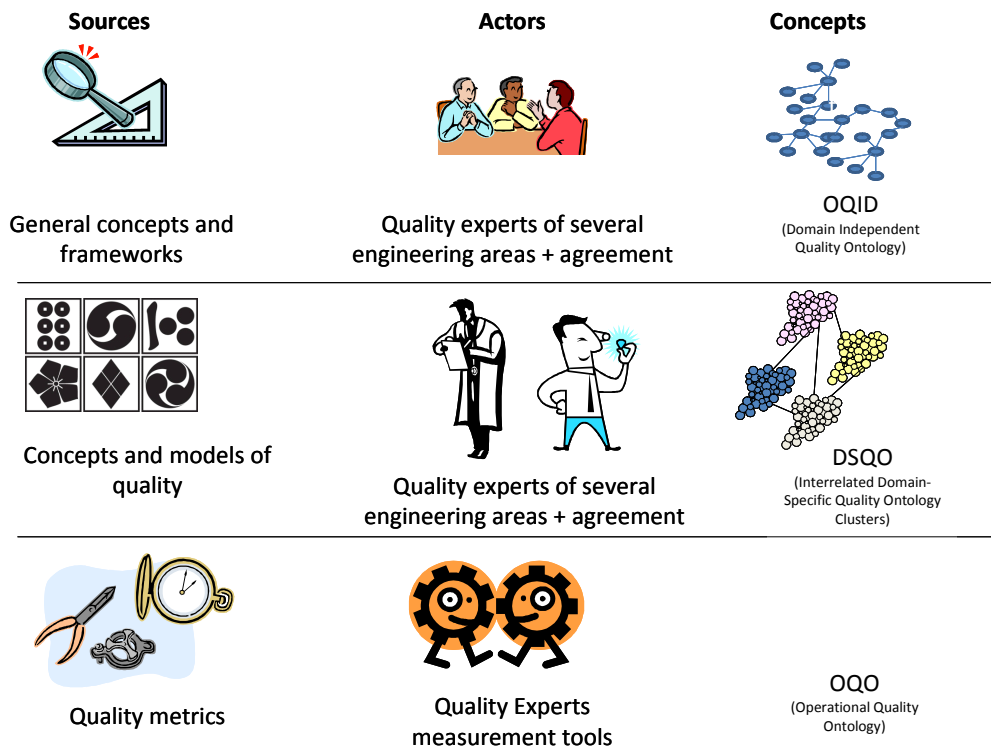 Sources
Actors
Concepts
General concepts and
frameworks
Quality experts of several
engineering areas + agreement
OQID
(Domain Independent
Quality Ontology)
Concepts and models of
quality
Quality experts of several
engineering areas + agreement
DSQO
(Interrelated Domain-
Specific Quality Ontology
Clusters)
Quality metrics
Quality Experts
measurement tools
OQO
(Operational Quality
Ontology)